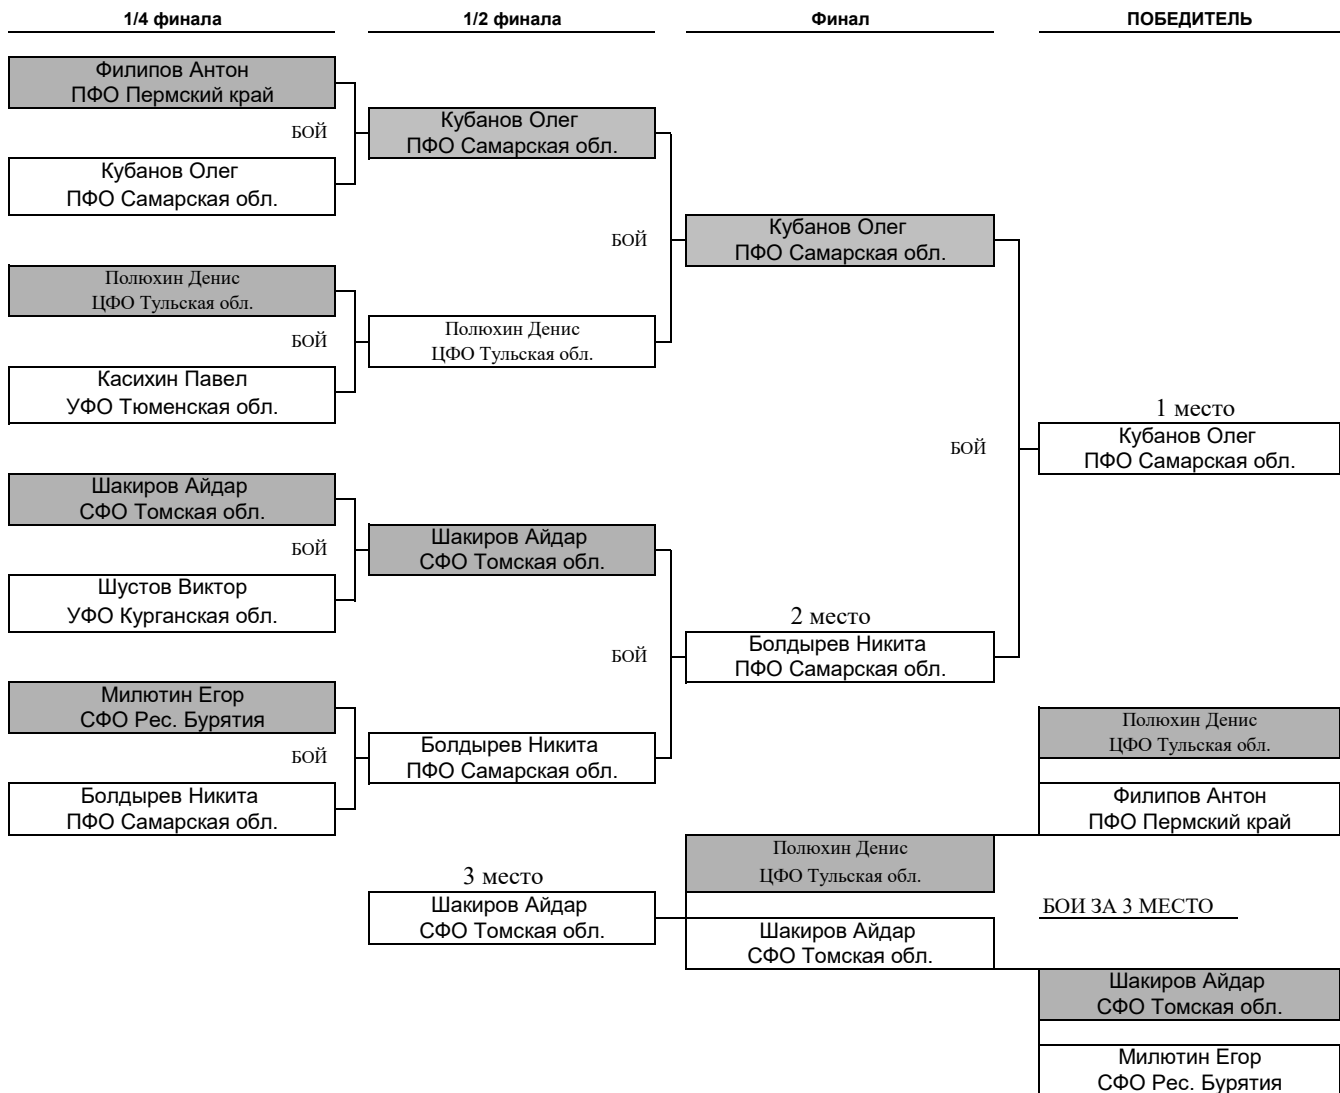 1/4 финала
1/2 финала
Финал
ПОБЕДИТЕЛЬ
Филипов Антон
ПФО Пермский край
БОЙ
Кубанов Олег
ПФО Самарская обл.
Кубанов Олег
ПФО Самарская обл.
БОЙ
Кубанов Олег
ПФО Самарская обл.
Полюхин Денис
ЦФО Тульская обл.
БОЙ
Полюхин Денис
ЦФО Тульская обл.
Касихин Павел
УФО Тюменская обл.
1 место
БОЙ
Кубанов Олег
ПФО Самарская обл.
Шакиров Айдар
СФО Томская обл.
БОЙ
Шакиров Айдар
СФО Томская обл.
Шустов Виктор
УФО Курганская обл.
2 место
БОЙ
Болдырев Никита
ПФО Самарская обл.
Милютин Егор
СФО Рес. Бурятия
БОЙ
Болдырев Никита
ПФО Самарская обл.
Полюхин Денис
ЦФО Тульская обл.
Болдырев Никита
ПФО Самарская обл.
Филипов Антон
ПФО Пермский край
Полюхин Денис
ЦФО Тульская обл.
3 место
Шакиров Айдар
СФО Томская обл.
БОИ ЗА 3 МЕСТО
Шакиров Айдар
СФО Томская обл.
Шакиров Айдар
СФО Томская обл.
Милютин Егор
СФО Рес. Бурятия